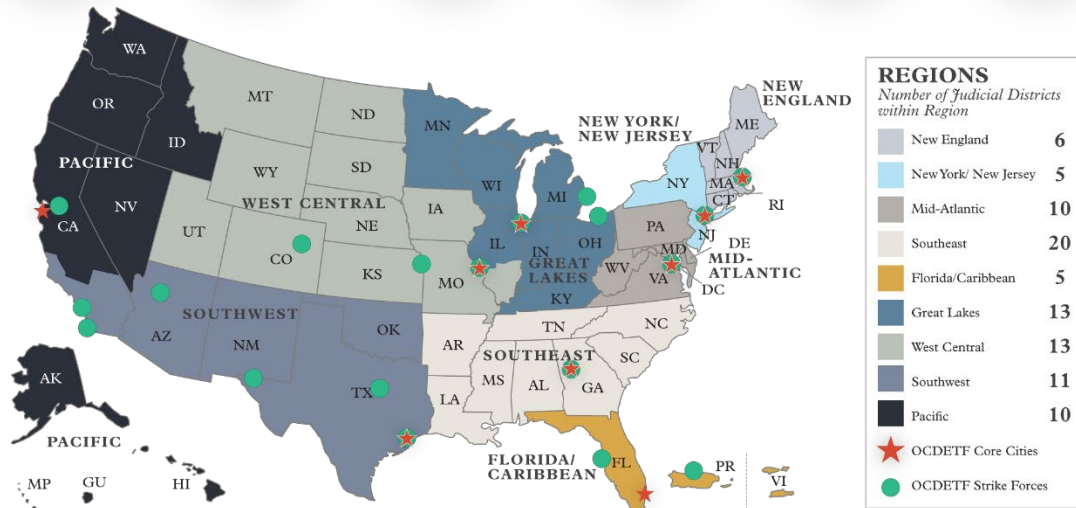 WA
OR
ID
PACIFIC
CA
NV
MT
ND
WY
SD
WEST CENTRAL
NE
UT
CO
KS
IA
MO
MN
WI
MI
IL
IN
OH
GREAT
LAKES
KY
NEW YORK/
NEW JERSEY
NEW
ENGLAND
ME
VT
NH
MA
CT
RI
NY
NJ
PA
DE
MD
MID-
ATLANTIC
WV
VA
DC
SOUTHWEST
AZ
NM
OK
TX
TN
NC
AR
SOUTHEAST
SC
MS
AL
GA
LA
FLORIDA/
CARIBBEAN
FL
PR
VI
AK
PACIFIC
MP
GU
HI
REGIONS
Number of Judicial Districts
within Region
New England 6
NewYork/ New Jersey 5
Mid-Atlantic 10
Southeast 20
Florida/Caribbean 5
Great Lakes 13
West Central 13
Southwest 11
Pacific 10
OCDETF Core Cities
OCDETF Strike Forces